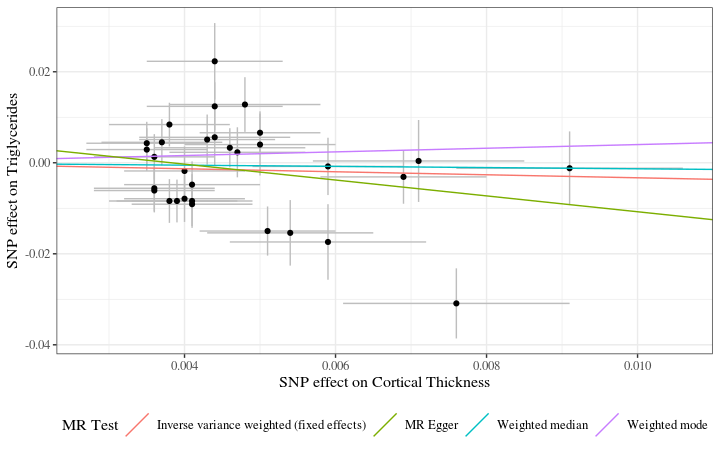 SNP effect on Triglycerides
0.02
0.00
-0.02
-0.04
0.004
0.006
0.008
0.010
SNP effect on Cortical Thickness
MR Test
Inverse variance weighted (fixed effects)
MR Egger
Weighted median
Weighted mode